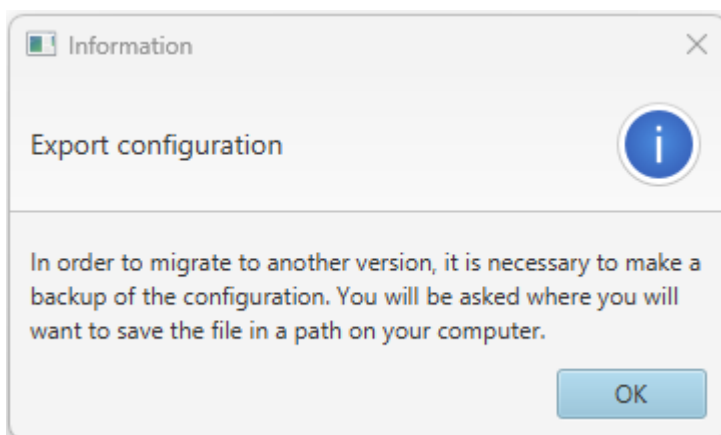 Information
Export configuration
i
In order to migrate to another version, it is necessary to make a
backup of the configuration. You will be asked where you will
want to save the file in a path on your computer.
OK